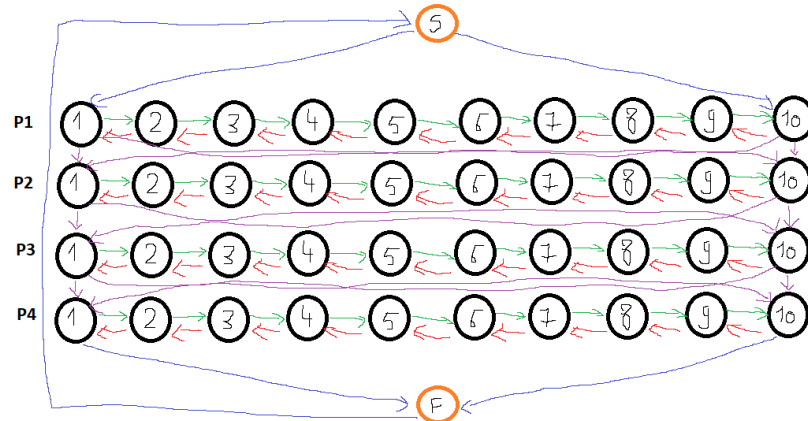 S
P1 1 2 3 4 5 6 7 8 9 10
P2 1 2 3 4 5 6 7 8 9 10
P3 1 2 3 4 5 6 7 8 9 10
P4 1 2 3 4 5 6 7 8 9 10
F